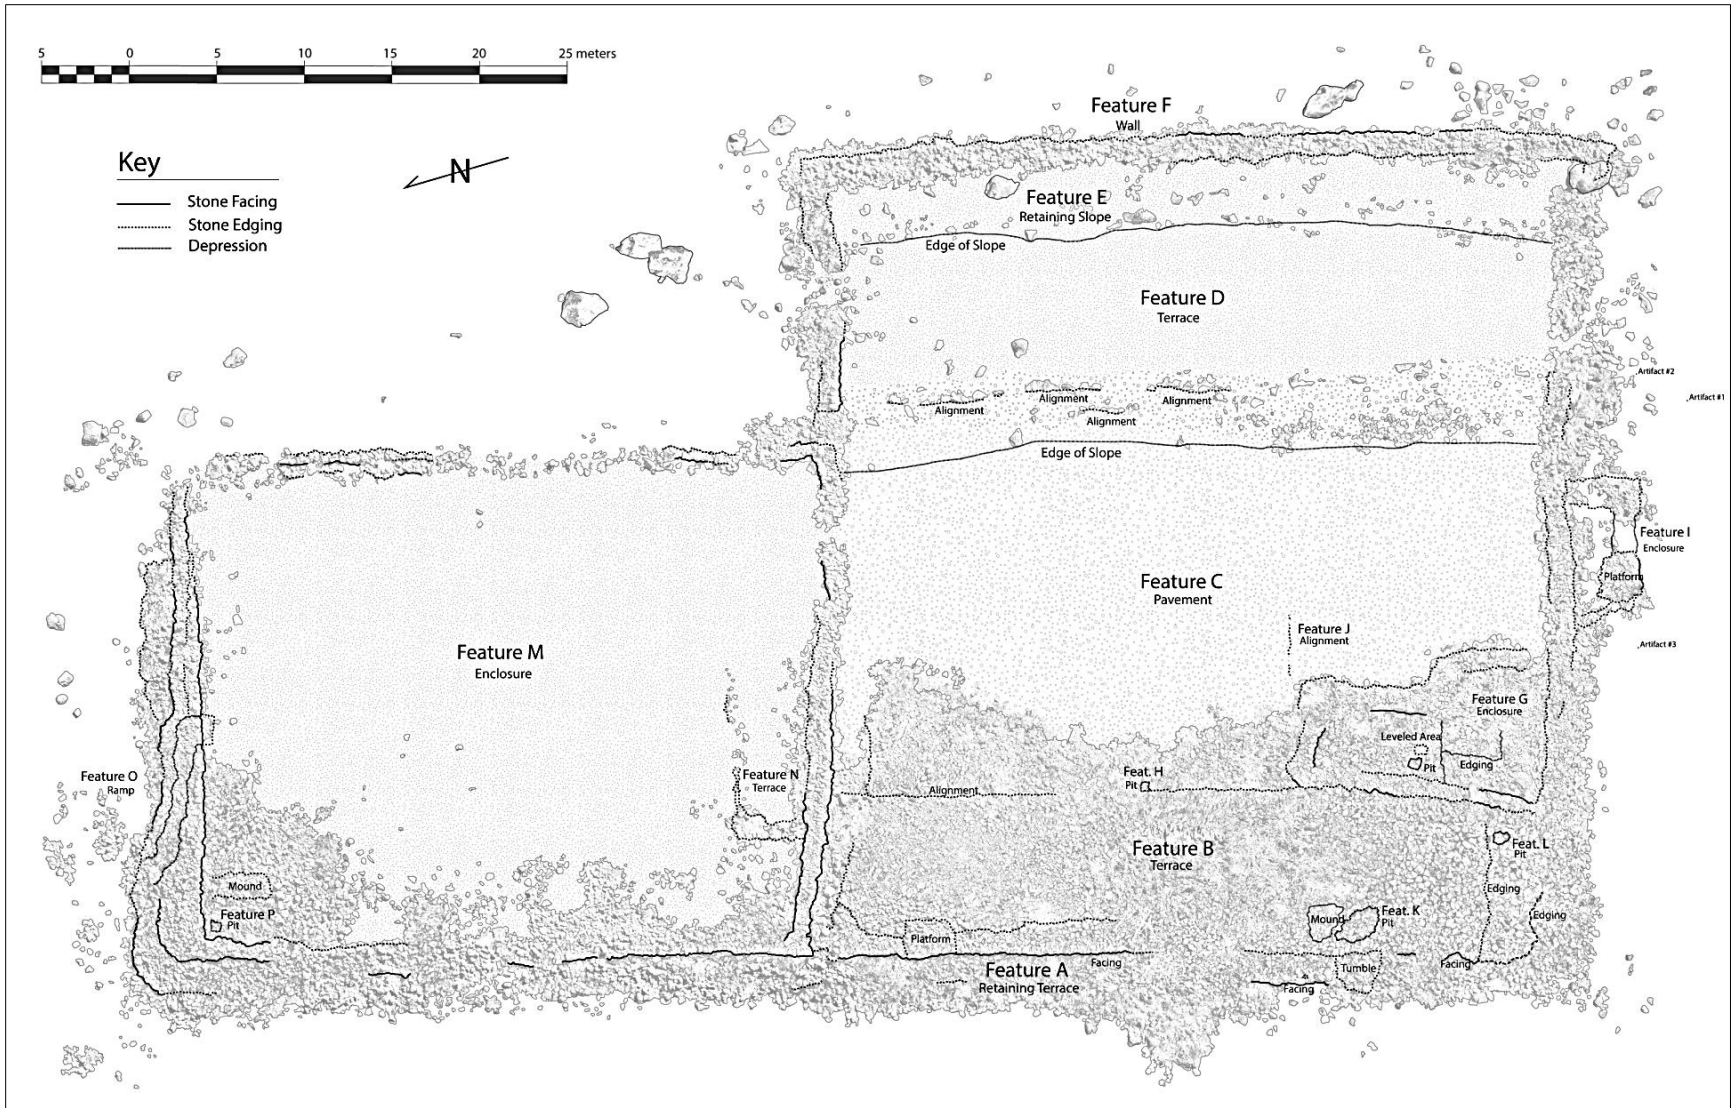 5 0 5 10 15 20 25 meters
Key
Stone Facing
Stone Edging
Depression
N
Feature F
Wall
Feature E
Retaining Slope
Edge of Slope
Feature D
Terrace
Artifact #2
Artifact #1
Alignment
Alignment
Alignment
Alignment
Edge of Slope
Feature I
Enclosure
Platform
Feature C
Pavement
Feature J
Alignment
Artifact #3
Feature M
Enclosure
Feature G
Enclosure
Leveled Area
Pit
Edging
Feature O
Ramp
Feature N
Terrace
Feat. H
Pit
Alignment
Feature B
Terrace
Feat. L
Pit
Edging
Edging
Mound
Feature P
Pit
Mound
Feat. K
Pit
Platform
Feature A
Retaining Terrace
Facing
Tumble
Facing
Facing